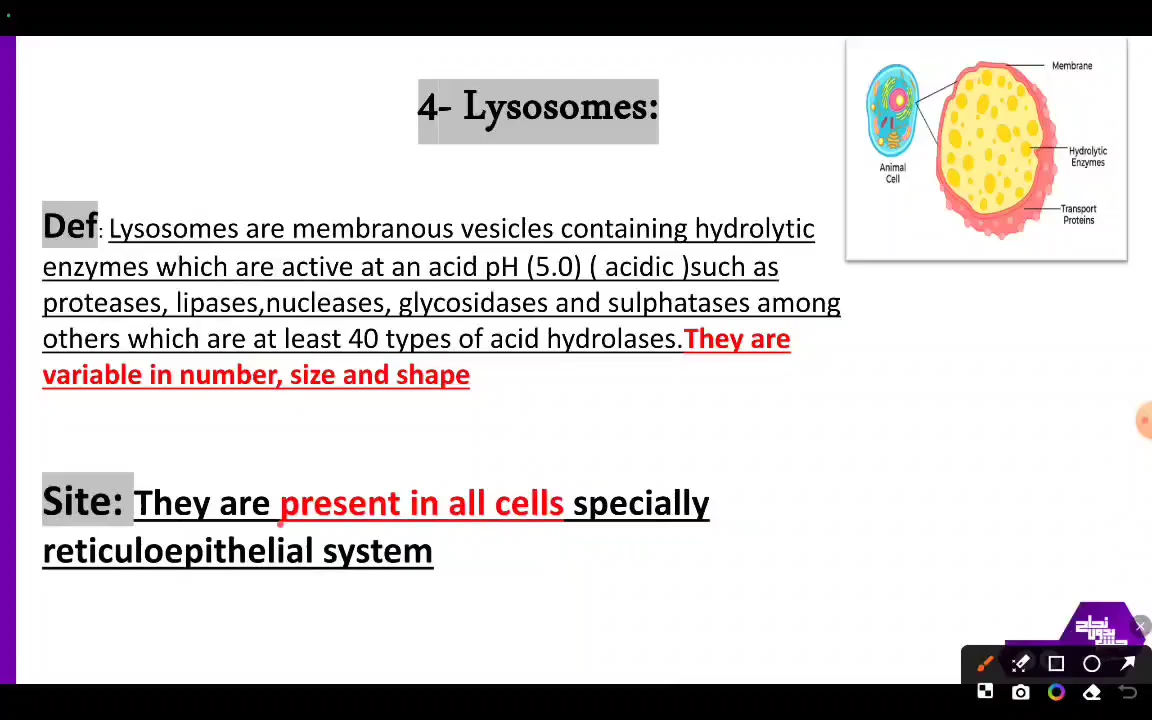 4- Lysosomes:
Membrane
Hydrolytic
Enzymes
Animal
Cell
Transport
Proteins
Def: Lysosomes are membranous vesicles containing hydrolytic
enzymes which are active at an acid pH (5.0) ( acidic )such as
proteases, lipases,nucleases, glycosidases and sulphatases among
others which are at least 40 types of acid hydrolases.They are
variable in number, size and shape
Site: They are present in all cells specially
reticuloepithelial system